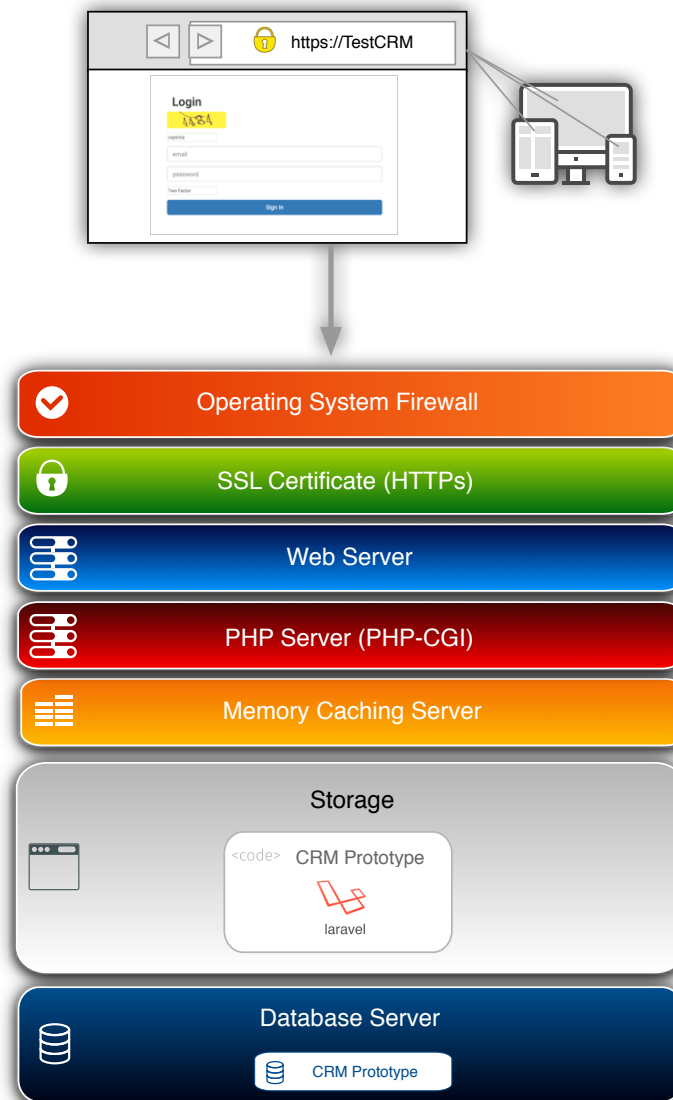 https://TestCRM
Login
4484
captcha
email
password
Two Factor
Sign In
Operating System Firewall
SSL Certificate (HTTPs)
Web Server
PHP Server (PHP-CGI)
Memory Caching Server
Storage
<code> CRM Prototype
laravel
Database Server
CRM Prototype